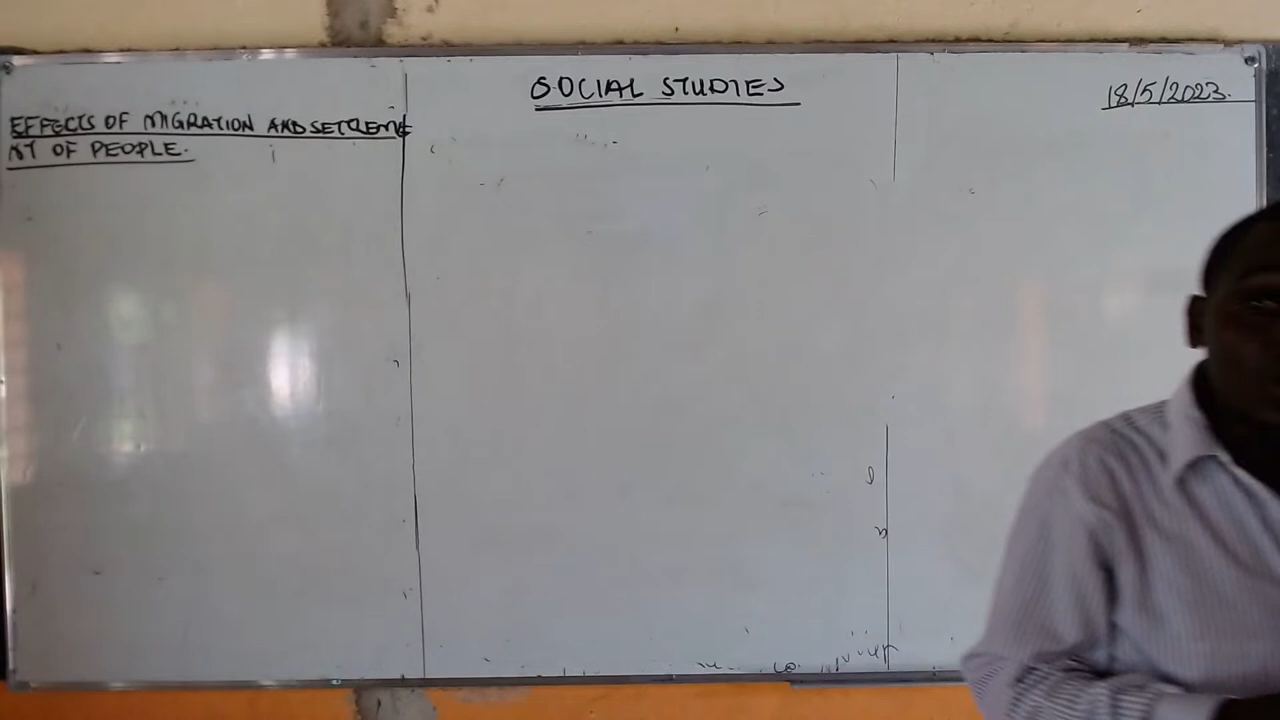 SOCIAL STUDIES
18/5/2023.
EFFECTS OF MIGRATION AND SETTLEME
NT OF PEOPLE.